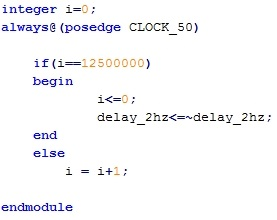 integer i=0;
always@(posedge CLOCK_50)
if(i==12500000)
begin
i<=0;
delay_2hz<=~delay_2hz;
end
else
i = i+1;
endmodule